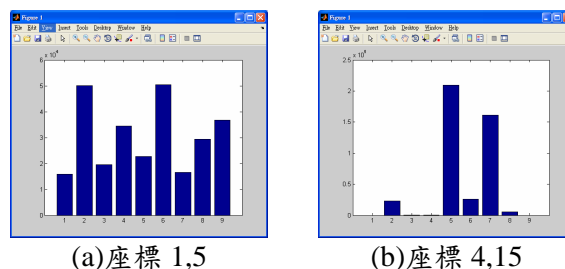 Figure 1
File Edit View Insert Tools Desktop Window Help
6
5
4
3
2
1
0
1 2 3 4 5 6 7 8 9
(a)座標 1,5
Figure 1
File Edit View Insert Tools Desktop Window Help
2.5
2
1.5
1
0.5
0
1 2 3 4 5 6 7 8 9
(b)座標 4,15